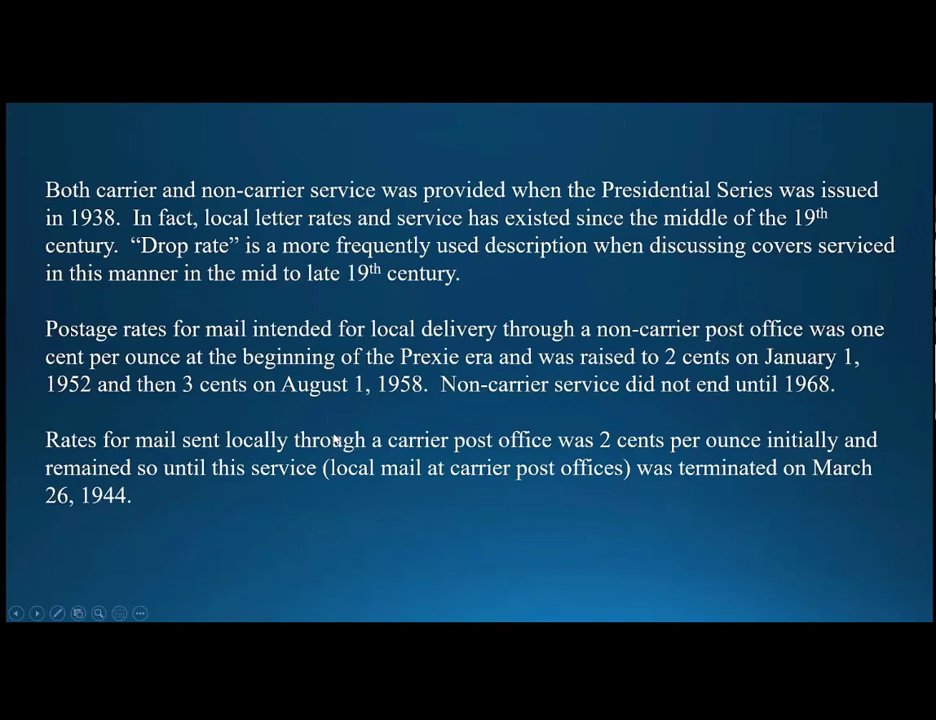 Both carrier and non-carrier service was provided when the Presidential Series was issued
in 1938.  In fact, local letter rates and service has existed since the middle of the 19th
century.  “Drop rate” is a more frequently used description when discussing covers serviced
in this manner in the mid to late 19th century.
Postage rates for mail intended for local delivery through a non-carrier post office was one
cent per ounce at the beginning of the Prexie era and was raised to 2 cents on January 1,
1952 and then 3 cents on August 1, 1958.  Non-carrier service did not end until 1968.
Rates for mail sent locally through a carrier post office was 2 cents per ounce initially and
remained so until this service (local mail at carrier post offices) was terminated on March
26, 1944.